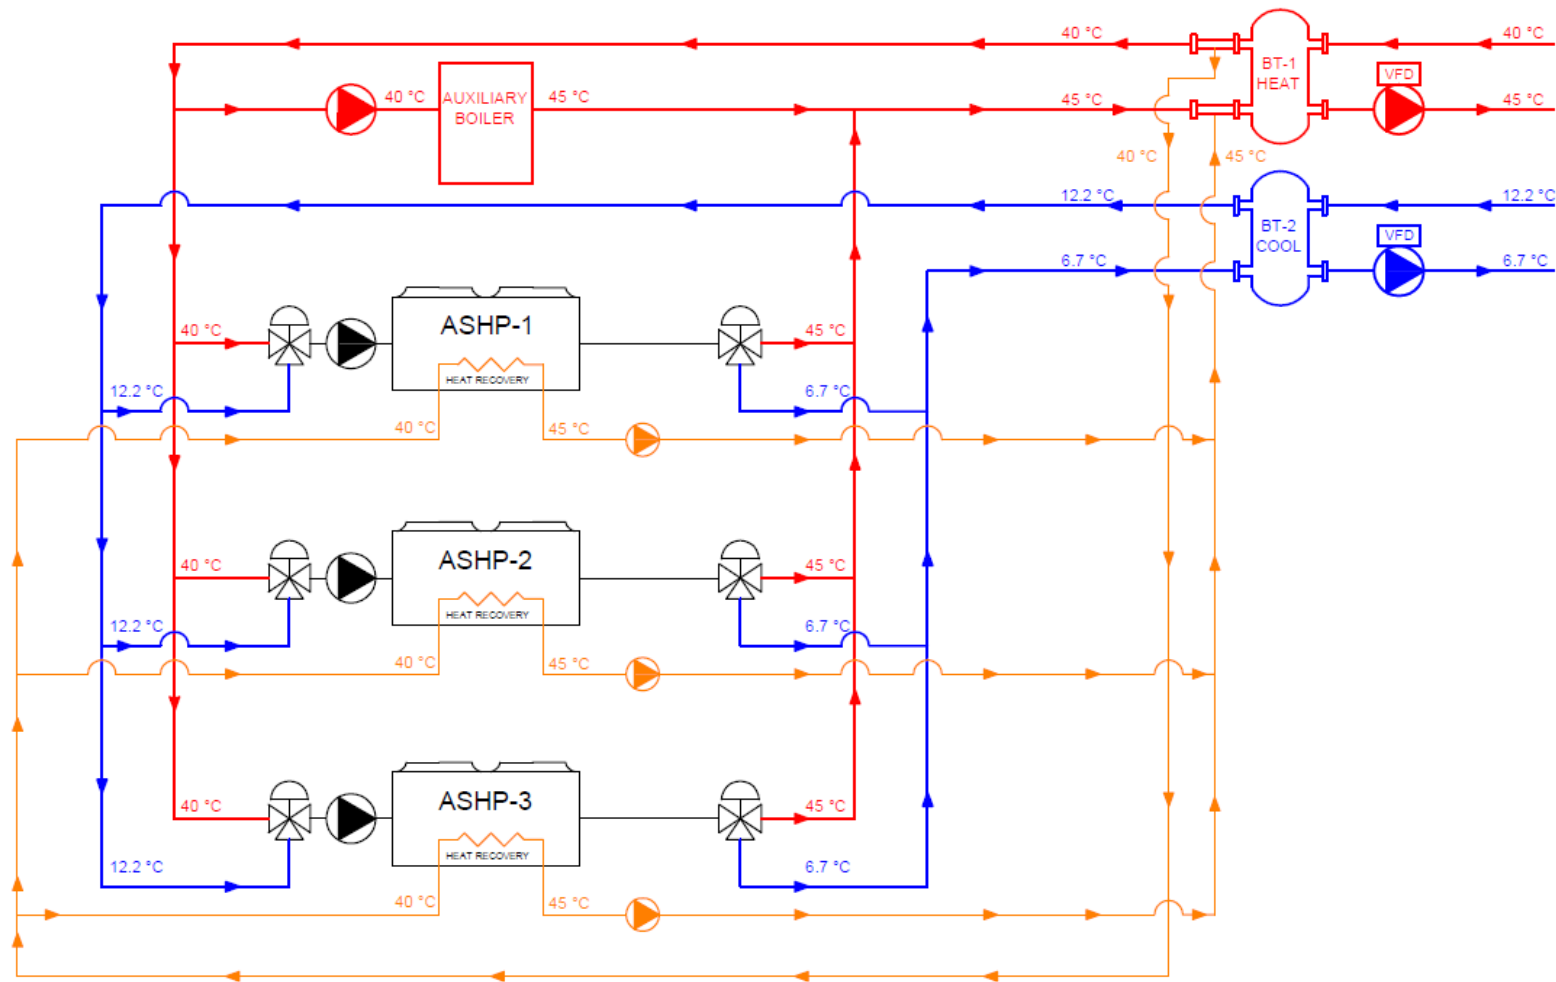 40 °C
40 °C
BT-1
HEAT
VFD
AUXILIARY
BOILER
40 °C
45 °C
45 °C
45 °C
40 °C
45 °C
12.2 °C
12.2 °C
BT-2
COOL
VFD
6.7 °C
6.7 °C
40 °C
ASHP-1
45 °C
HEAT RECOVERY
12.2 °C
6.7 °C
40 °C
45 °C
40 °C
ASHP-2
45 °C
HEAT RECOVERY
12.2 °C
6.7 °C
40 °C
45 °C
40 °C
ASHP-3
45 °C
HEAT RECOVERY
12.2 °C
6.7 °C
40 °C
45 °C